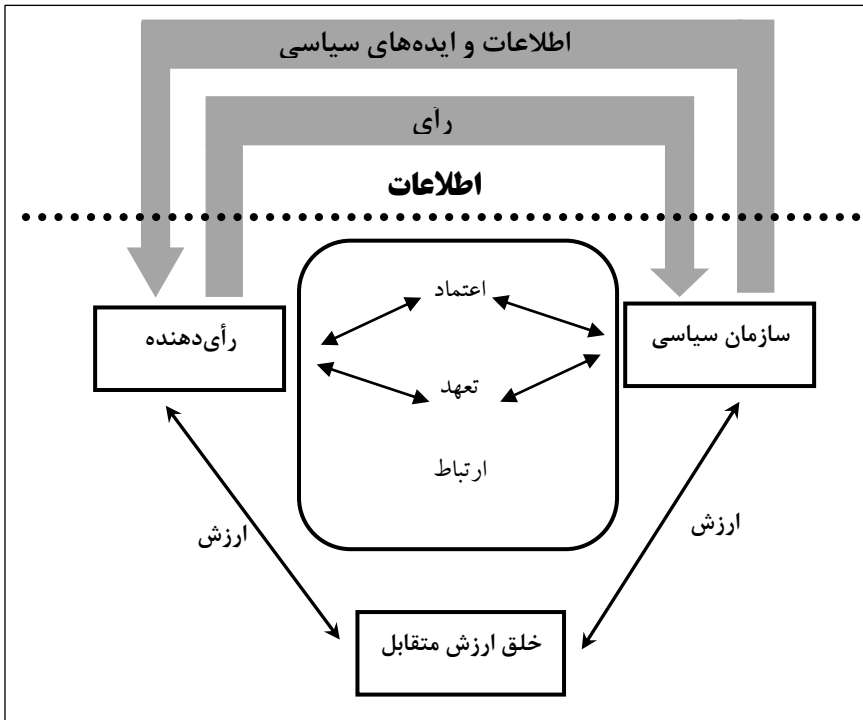 اطلاعات و ایده‌های سیاسی
رأی
اطلاعات
اعتماد
سازمان سیاسی
رأی‌دهنده
تعهد
ارتباط
ارزش
ارزش
خلق ارزش متقابل